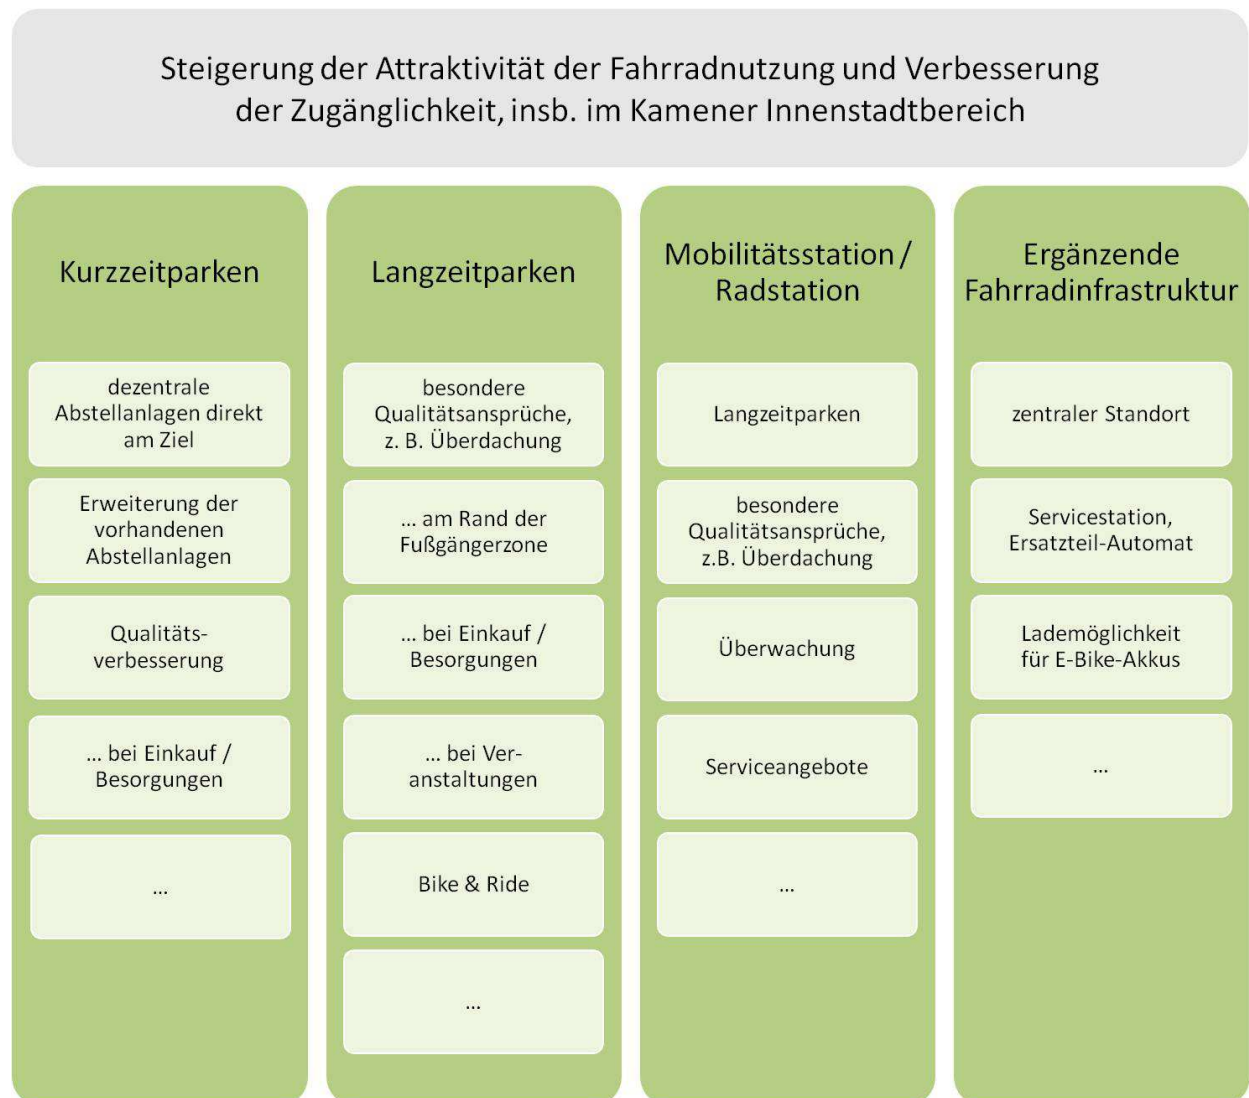 Steigerung der Attraktivität der Fahrradnutzung und Verbesserung
der Zugänglichkeit, insb. im Kamener Innenstadtbereich
Kurzzeitparken
dezentrale
Abstellanlagen direkt
am Ziel
Erweiterung der
vorhandenen
Abstellanlagen
Qualitäts-
verbesserung
... bei Einkauf /
Besorgungen
...
Langzeitparken
besondere
Qualitätsansprüche,
z. B. Überdachung
... am Rand der
Fußgängerzone
... bei Einkauf /
Besorgungen
... bei Ver-
anstaltungen
Bike & Ride
...
Mobilitätsstation /
Radstation
Langzeitparken
besondere
Qualitätsansprüche,
z.B. Überdachung
Überwachung
Serviceangebote
...
Ergänzende
Fahrradinfrastruktur
zentraler Standort
Servicestation,
Ersatzteil-Automat
Lademöglichkeit
für E-Bike-Akkus
...